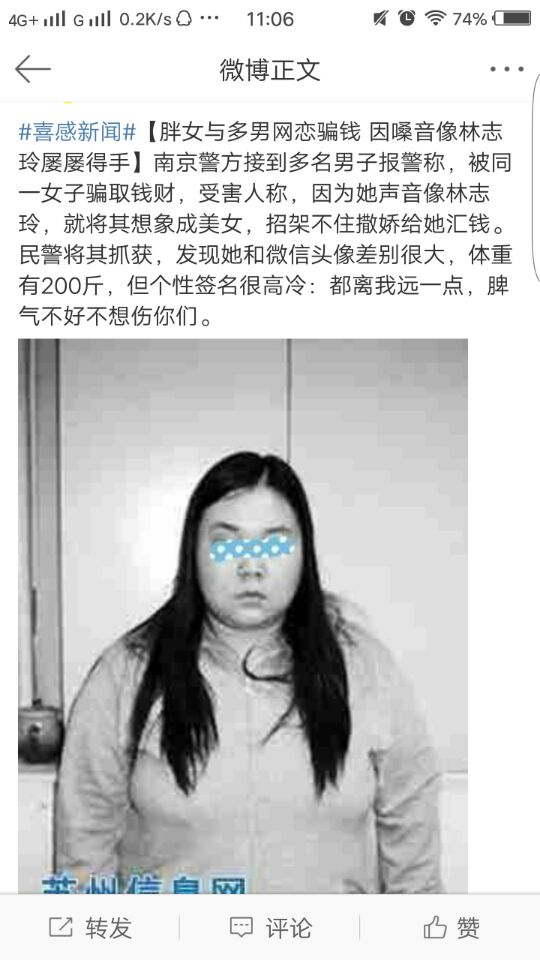 4G+ G 0.2K/s ··· 11:06 74%
微博正文
#喜感新闻#【胖女与多男网恋骗钱 因嗓音像林志
玲屡屡得手】南京警方接到多名男子报警称，被同
一女子骗取钱财，受害人称，因为她声音像林志
玲，就将其想象成美女，招架不住撒娇给她汇钱。
民警将其抓获，发现她和微信头像差别很大，体重
有200斤，但个性签名很高冷：都离我远一点，脾
气不好不想伤你们。
苏州信息网
转发 评论 赞